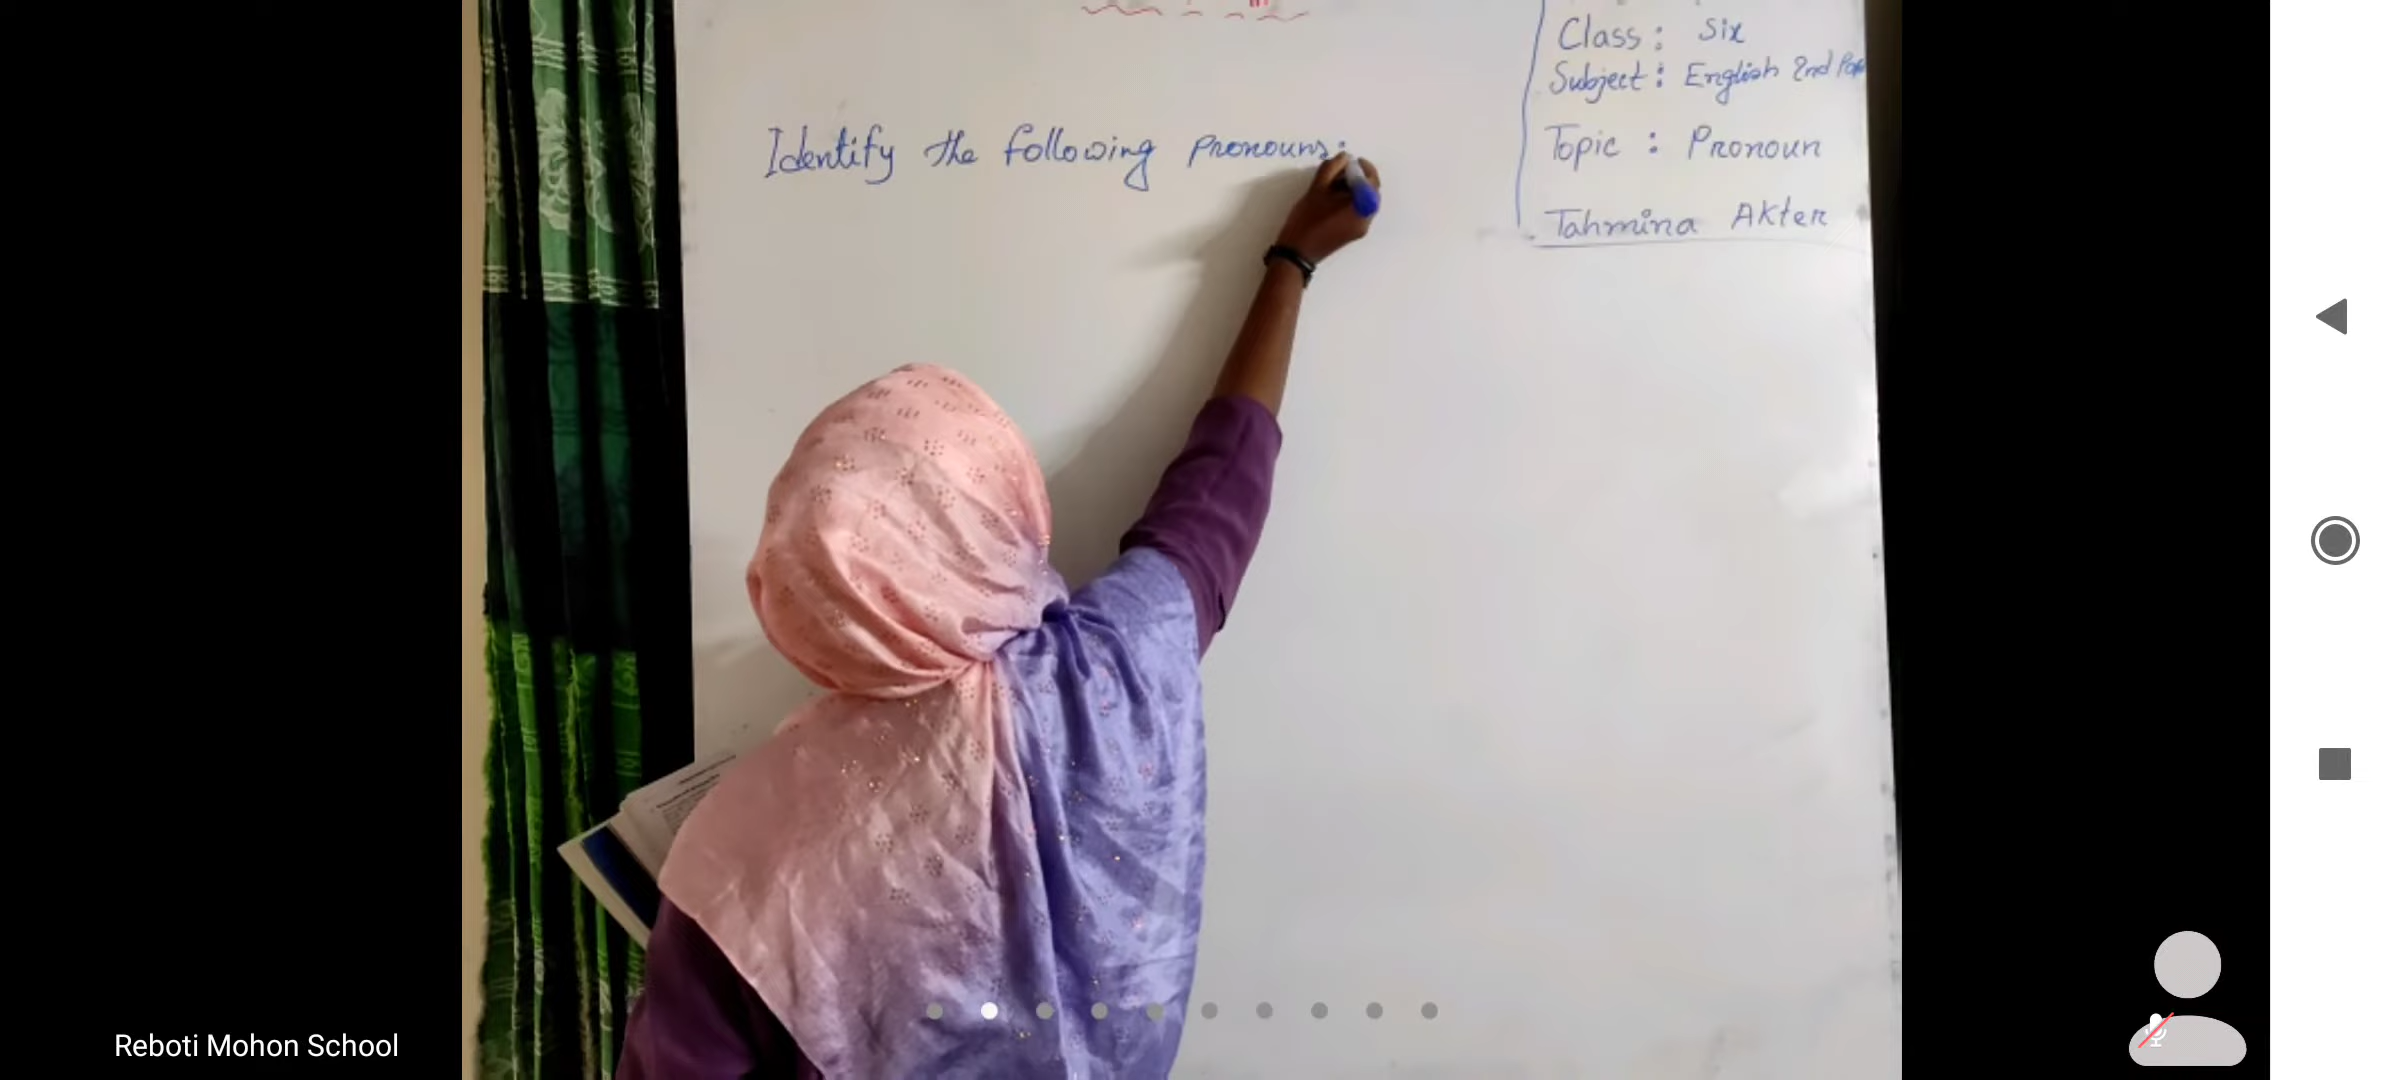 Class : Six
Subject : English 2nd
Topic : Pronoun
Tahmina Akter
Identify the following pronouns:
Reboti Mohon School